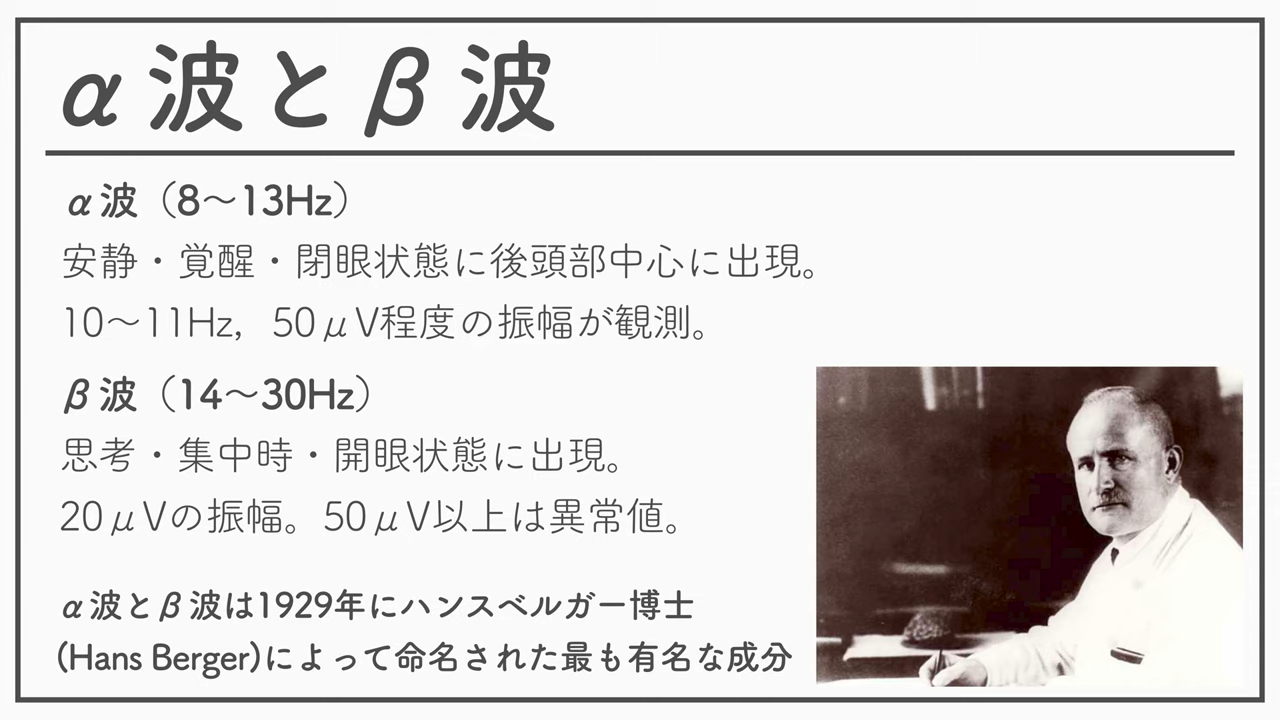 α波とβ波
α波（8〜13Hz）
安静・覚醒・閉眼状態に後頭部中心に出現。
10〜11Hz，50μV程度の振幅が観測。
β波（14〜30Hz）
思考・集中時・開眼状態に出現。
20μVの振幅。50μV以上は異常値。
α波とβ波は1929年にハンスベルガー博士
(Hans Berger)によって命名された最も有名な成分